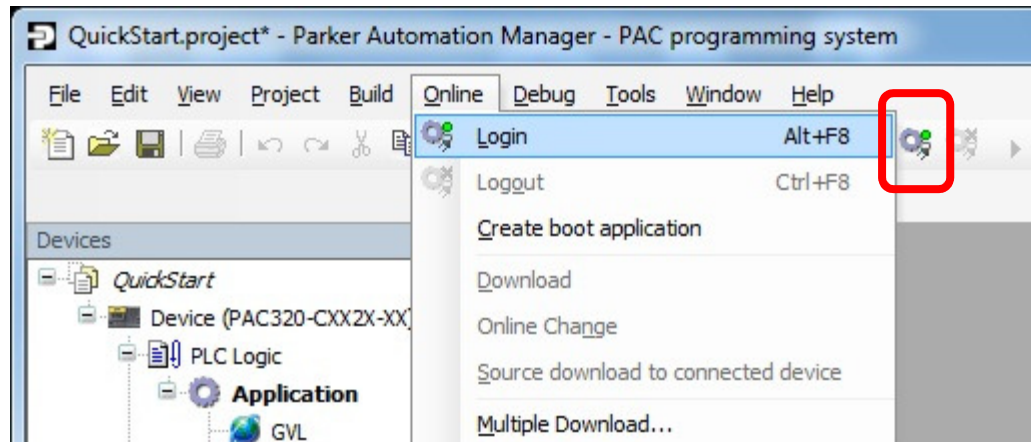 QuickStart.project* - Parker Automation Manager - PAC programming system
File Edit View Project Build Online Debug Tools Window Help
Login Alt+F8
Logout Ctrl+F8
Create boot application
Devices
QuickStart
Download
Device (PAC320-CXX2X-XX)
Online Change
PLC Logic
Source download to connected device
Application
Multiple Download...
GVL